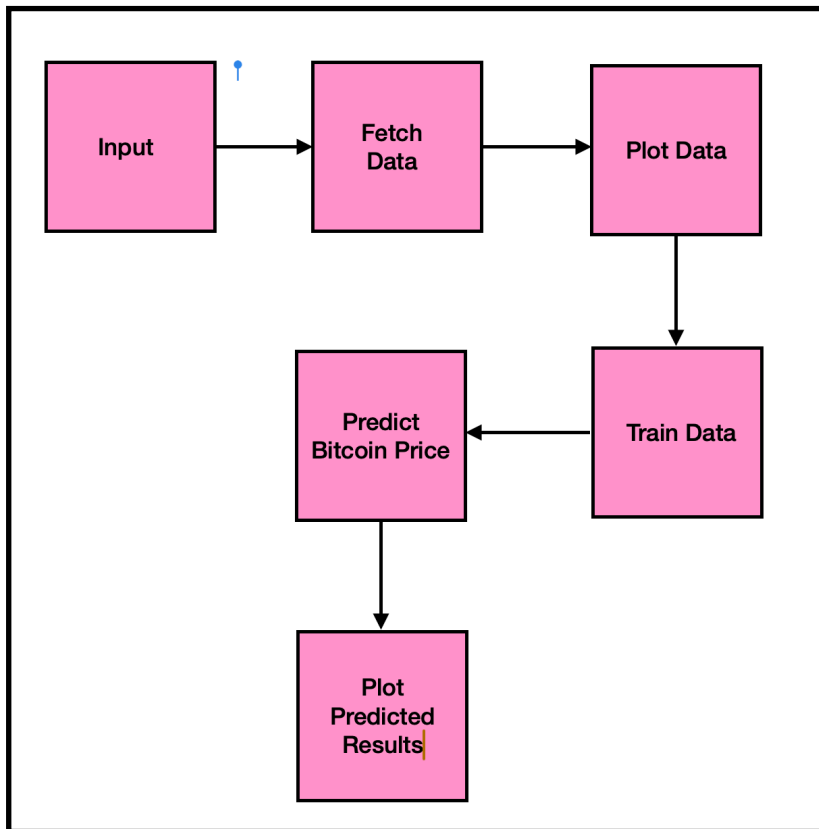 Input
Fetch
Data
Plot Data
Predict
Bitcoin Price
Train Data
Plot
Predicted
Results